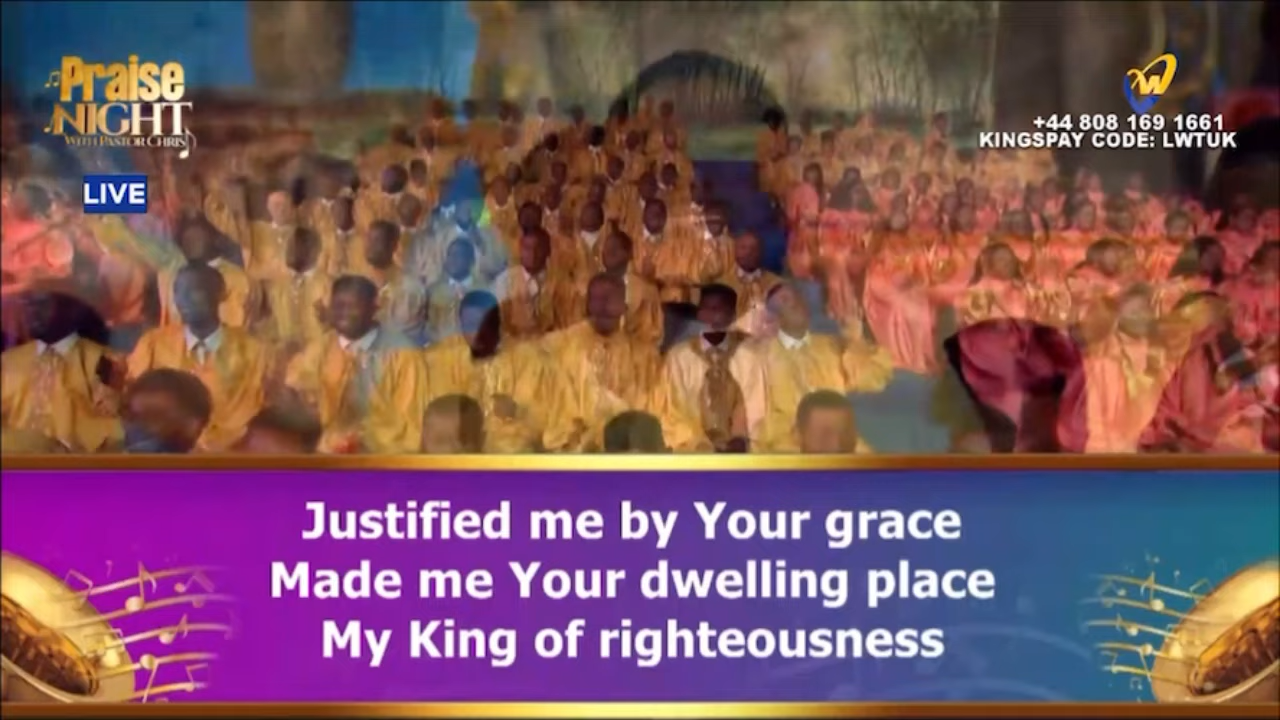 Praise
NIGHT
WITH PASTOR CHRIS
LIVE
W
+44 808 169 1661
KINGSPAY CODE: LWTUK
Justified me by Your grace
Made me Your dwelling place
My King of righteousness